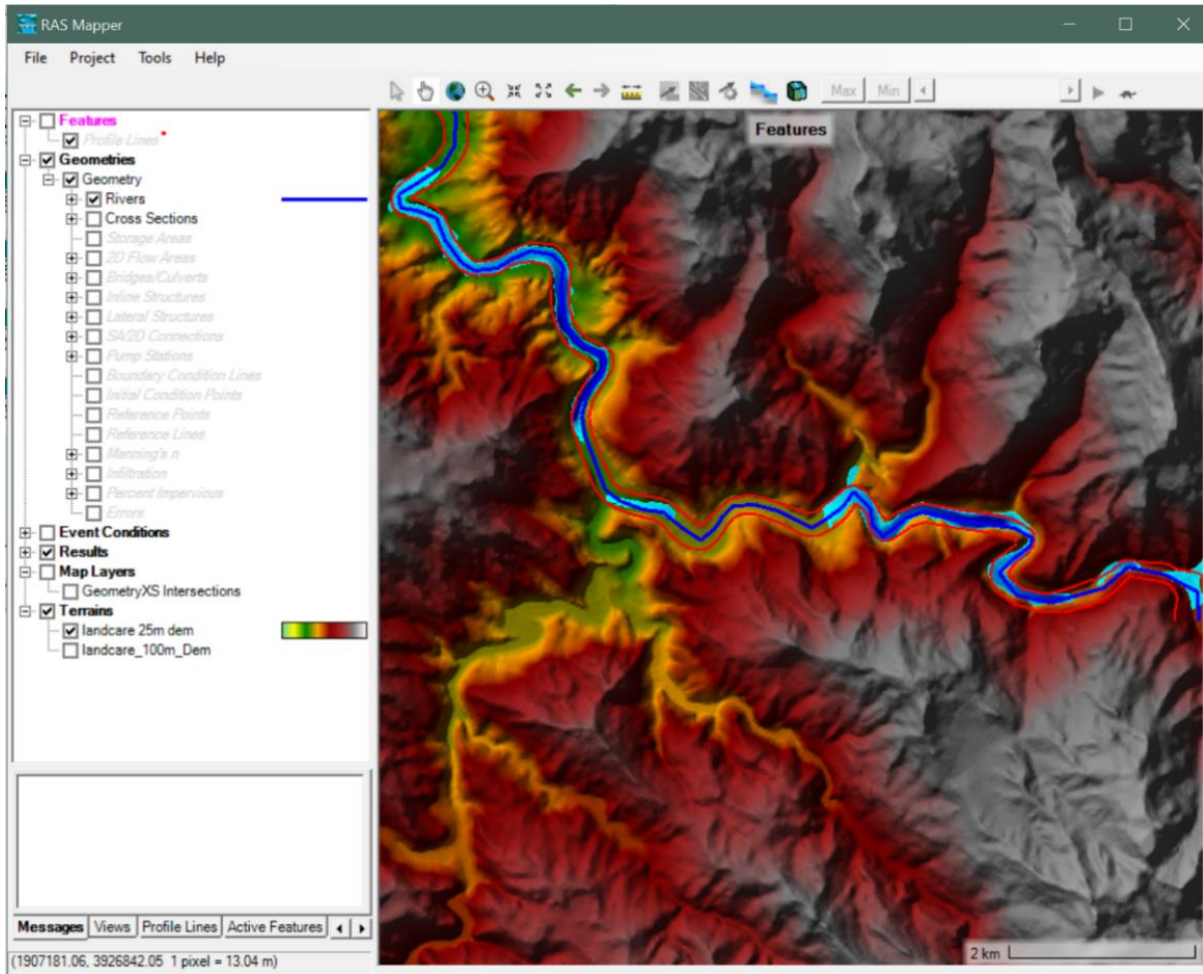 RAS Mapper
File Project Tools Help
Max Min
Features
Profile Lines
Geometries
Geometry
Rivers
Cross Sections
Storage Areas
2D Flow Areas
Bridges/Culverts
Inline Structures
Lateral Structures
SA/2D Connections
Pump Stations
Boundary Condition Lines
Initial Condition Points
Reference Points
Reference Lines
Manning's n
Infiltration
Percent Impervious
Errors
Event Conditions
Results
Map Layers
GeometryXS Intersections
Terrains
landcare 25m dem
landcare_100m_Dem
Features
2 km
Messages Views Profile Lines Active Features
(1907181.06, 3926842.05 1 pixel = 13.04 m)